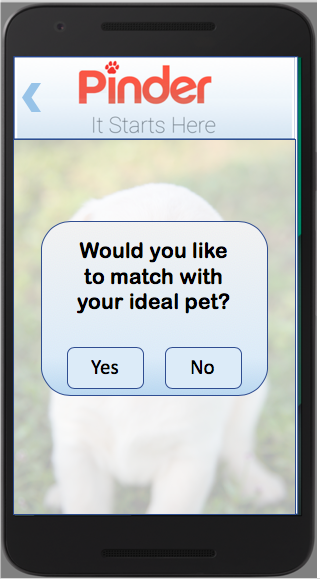 Pinder
It Starts Here
Would you like
to match with
your ideal pet?
Yes No